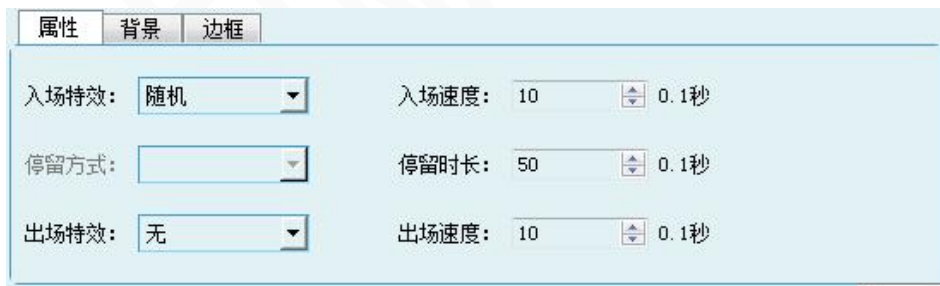 属性 背景 边框
入场特效: 随机 入场速度: 10 0.1秒
停留方式: 停留时长: 50 0.1秒
出场特效: 无 出场速度: 10 0.1秒